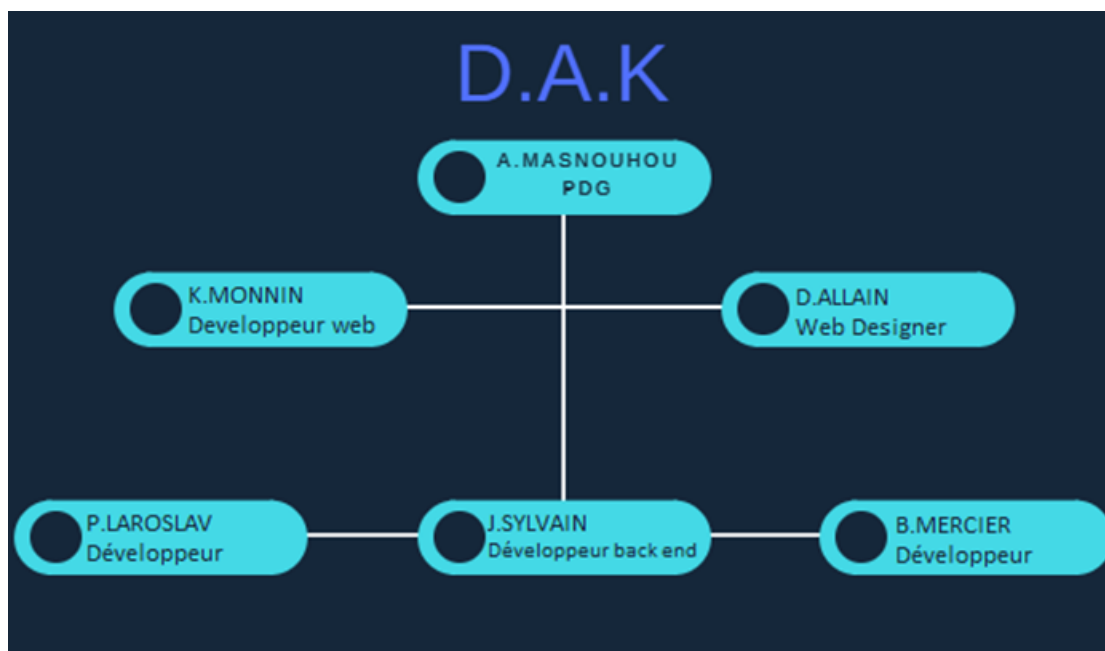 D.A.K
A.MASNOUHOU
PDG
K.MONNIN
Developpeur web
D.ALLAIN
Web Designer
P.LAROSLAV
Développeur
J.SYLVAIN
Développeur back end
B.MERCIER
Développeur